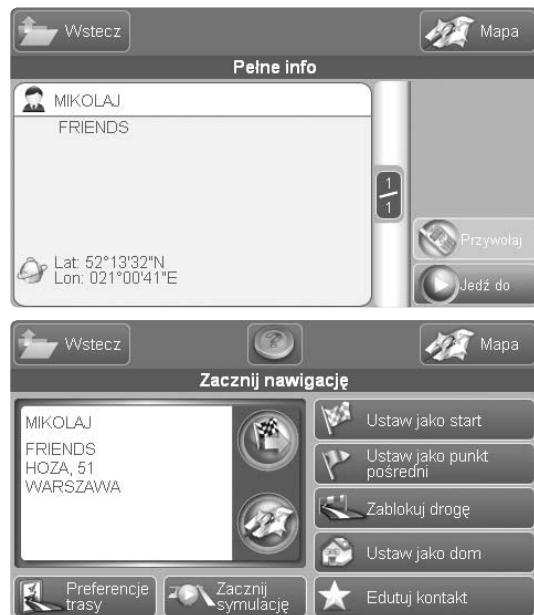 Wstecz
Mapa
Pełne info
MIKOLAJ
FRIENDS
1
1
Lat: 52°13'32"N
Lon: 021°00'41"E
Przywołaj
Jedź do
Wstecz
?
Mapa
Zacznij nawigację
MIKOLAJ
FRIENDS
HOZA, 51
WARSZAWA
Ustaw jako start
Ustaw jako punkt
pośredni
Zablokuj drogę
Ustaw jako dom
Preferencje
trasy
Zacznij
symulację
Edutuj kontakt